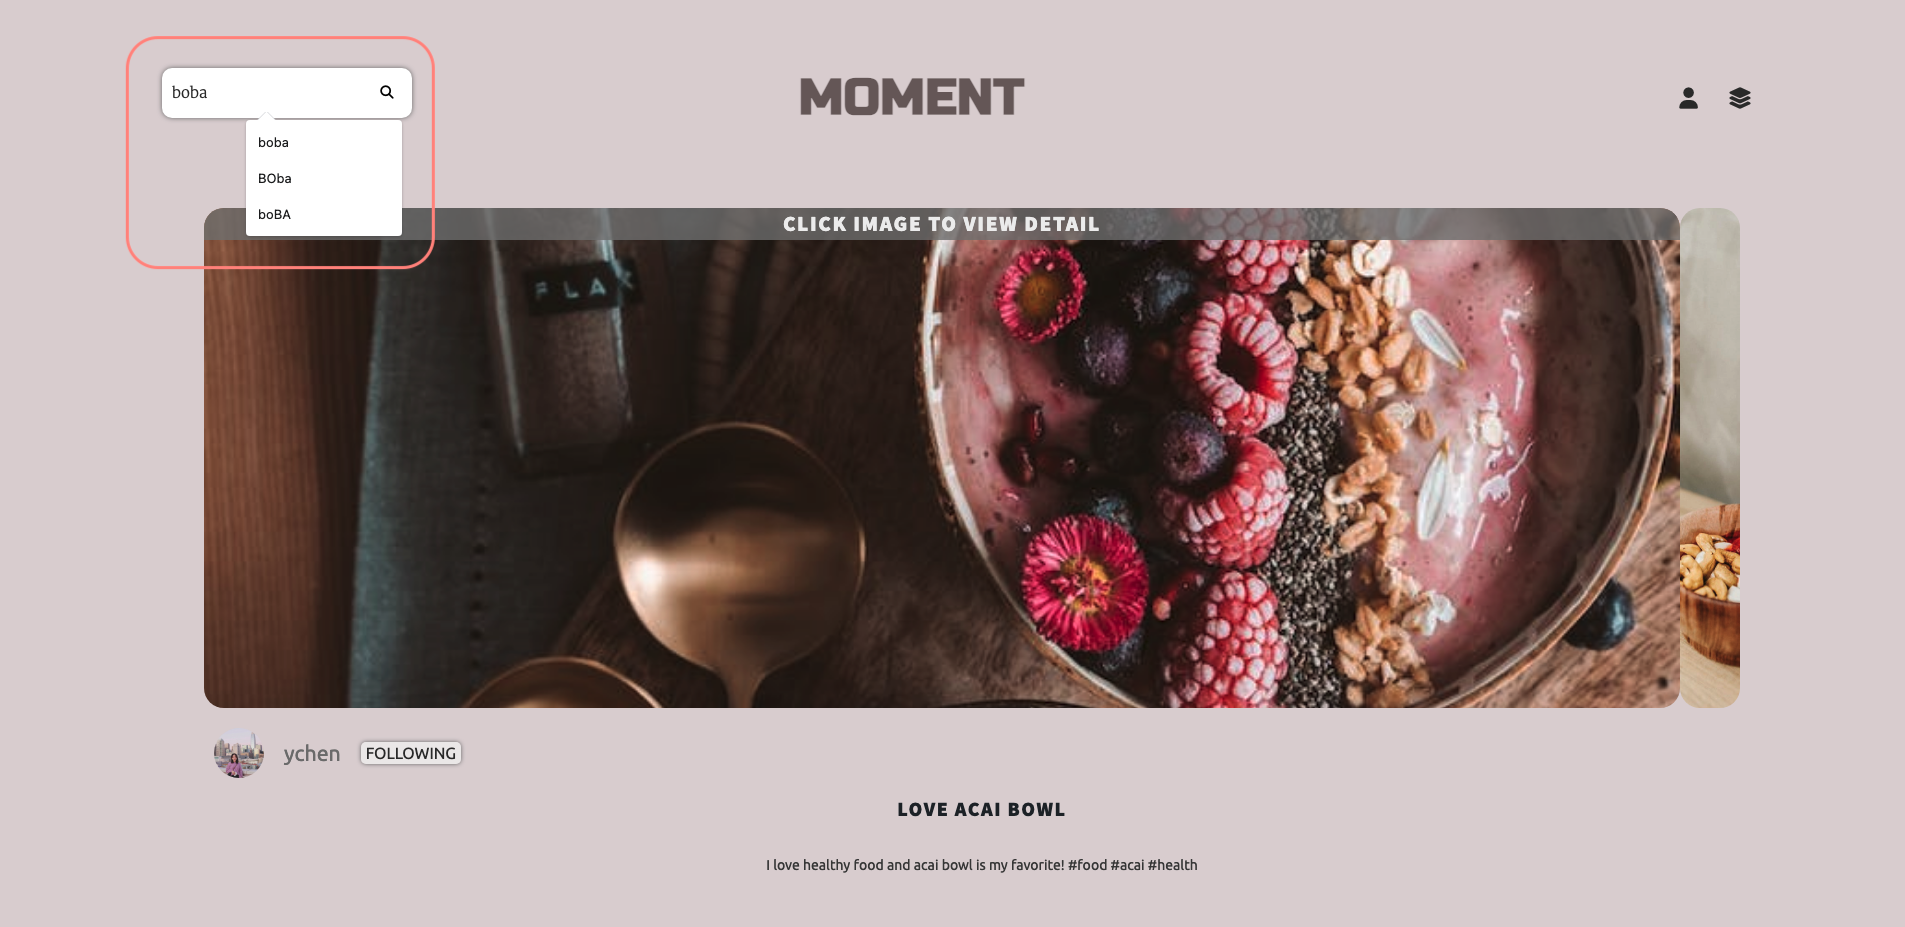 boba
MOMENT
boba
BOba
boBA
CLICK IMAGE TO VIEW DETAIL
FLAX
ychen
FOLLOWING
LOVE ACAI BOWL
I love healthy food and acai bowl is my favorite! #food #acai #health